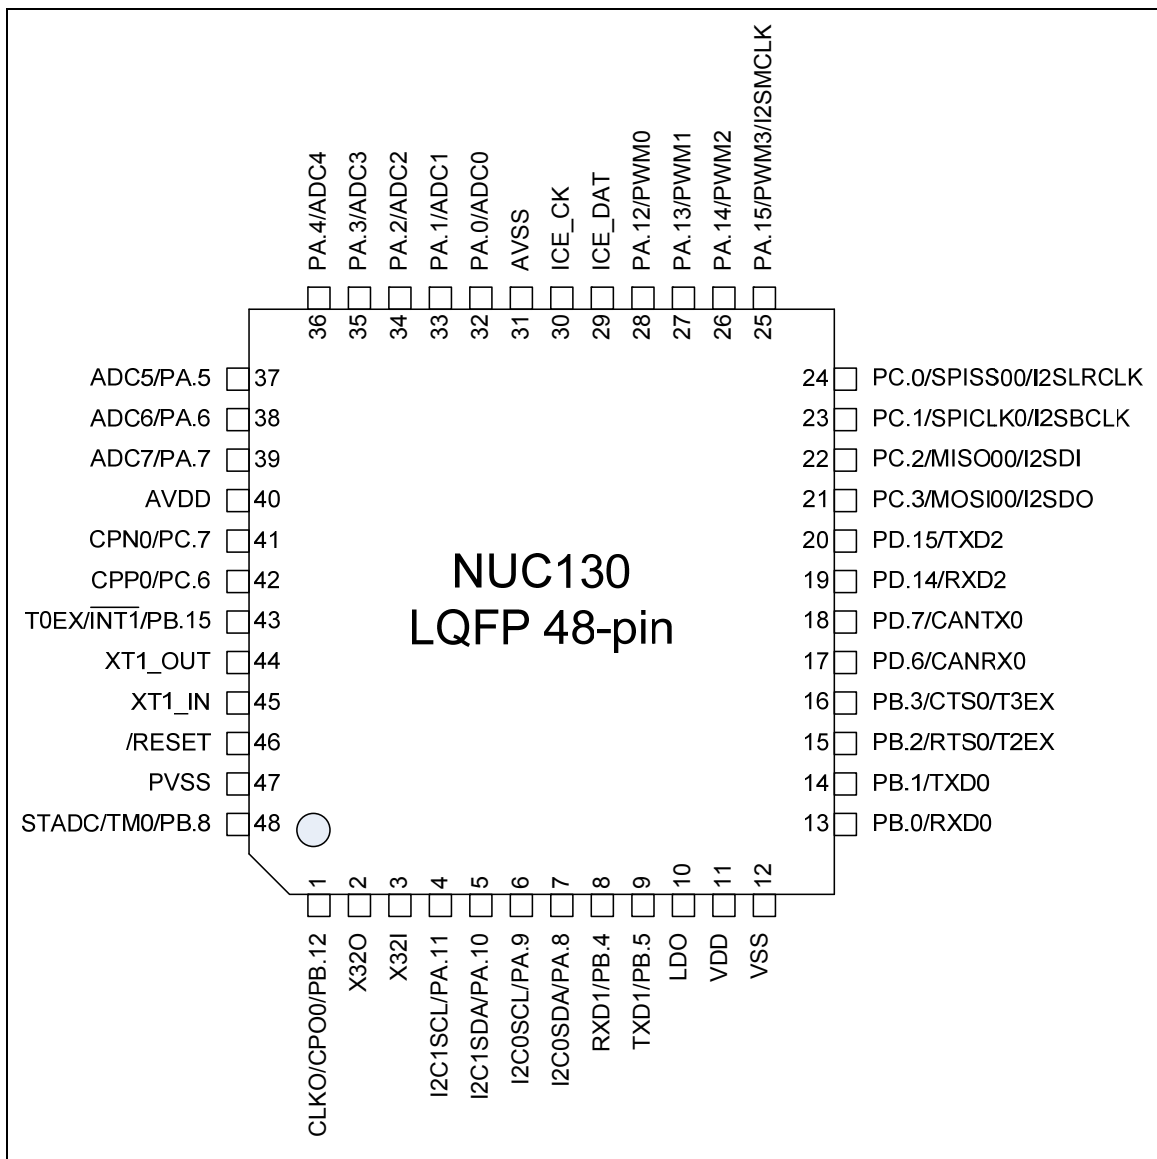 PA.4/ADC4
PA.3/ADC3
PA.2/ADC2
PA.1/ADC1
PA.0/ADC0
AVSS
ICE_CK
ICE_DAT
PA.12/PWM0
PA.13/PWM1
PA.14/PWM2
PA.15/PWM3/I2SMCLK
36
35
34
33
32
31
30
29
28
27
26
25
ADC5/PA.5 37
ADC6/PA.6 38
ADC7/PA.7 39
AVDD 40
CPN0/PC.7 41
CPP0/PC.6 42
T0EX/INT1/PB.15 43
XT1_OUT 44
XT1_IN 45
/RESET 46
PVSS 47
STADC/TM0/PB.8 48
NUC130
LQFP 48-pin
24 PC.0/SPISS00/I2SLRCLK
23 PC.1/SPICLK0/I2SBCLK
22 PC.2/MISO00/I2SDI
21 PC.3/MOSI00/I2SDO
20 PD.15/TXD2
19 PD.14/RXD2
18 PD.7/CANTX0
17 PD.6/CANRX0
16 PB.3/CTS0/T3EX
15 PB.2/RTS0/T2EX
14 PB.1/TXD0
13 PB.0/RXD0
1
2
3
4
5
6
7
8
9
10
11
12
CLKO/CPO0/PB.12
X32O
X32I
I2C1SCL/PA.11
I2C1SDA/PA.10
I2C0SCL/PA.9
I2C0SDA/PA.8
RXD1/PB.4
TXD1/PB.5
LDO
VDD
VSS